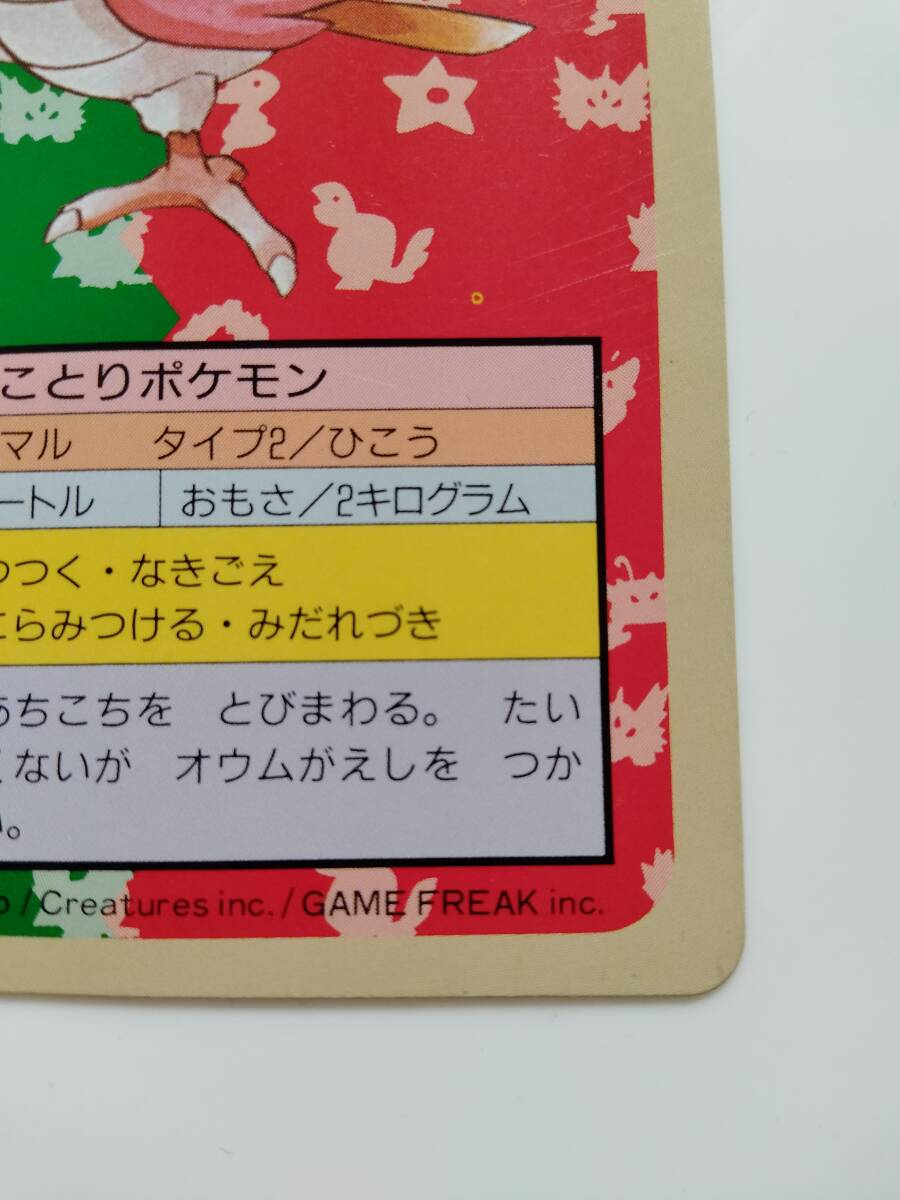 ことりポケモン
マル　タイプ2／ひこう
ートル　おもさ／2キログラム
つつく・なきごえ
にらみつける・みだれづき
あちこちを　とびまわる。　たい
くないが　オウムがえしを　つか
。
/Creatures inc./GAME FREAK inc.